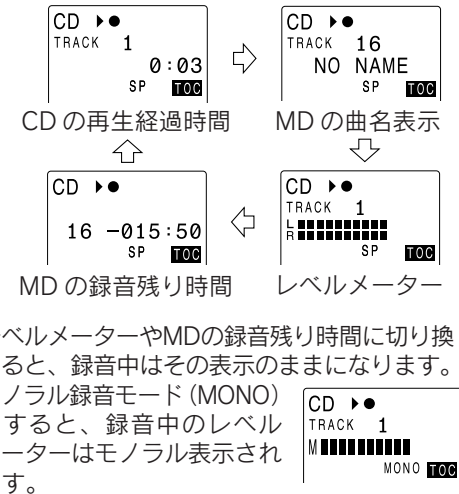 CD ▶●
TRACK 1
0:03
SP TOC
CD の再生経過時間
CD ▶●
TRACK 16
NO NAME
SP TOC
MD の曲名表示
CD ▶●
16 −015:50
SP TOC
MD の録音残り時間
CD ▶●
TRACK 1
L
R
SP TOC
レベルメーター
ベルメーターやMDの録音残り時間に切り換
ると、録音中はその表示のままになります。
ノラル録音モード（MONO）
すると、録音中のレベル
ーターはモノラル表示され
す。
CD ▶●
TRACK 1
M
MONO TOC